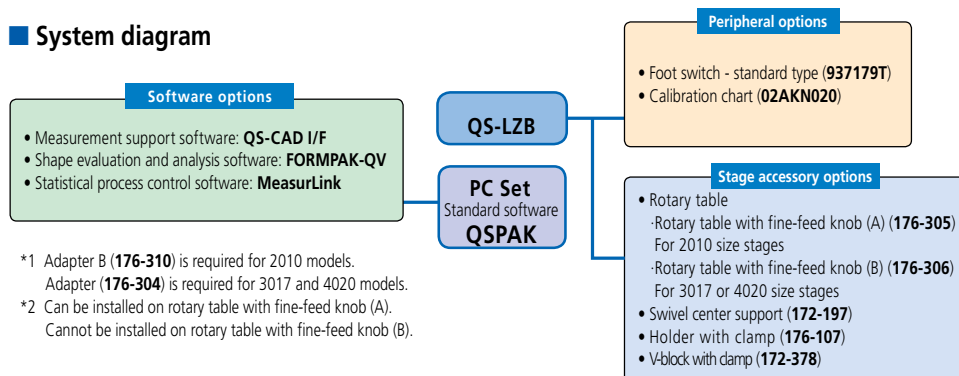 ■ System diagram
Software options
• Measurement support software: QS-CAD I/F
• Shape evaluation and analysis software: FORMPAK-QV
• Statistical process control software: MeasurLink
*1 Adapter B (176-310) is required for 2010 models.
Adapter (176-304) is required for 3017 and 4020 models.
*2 Can be installed on rotary table with fine-feed knob (A).
Cannot be installed on rotary table with fine-feed knob (B).
QS-LZB
PC Set
Standard software
QSPAK
Peripheral options
• Foot switch - standard type (937179T)
• Calibration chart (02AKN020)
Stage accessory options
• Rotary table
·Rotary table with fine-feed knob (A) (176-305)
For 2010 size stages
·Rotary table with fine-feed knob (B) (176-306)
For 3017 or 4020 size stages
• Swivel center support (172-197)
• Holder with clamp (176-107)
• V-block with clamp (172-378)